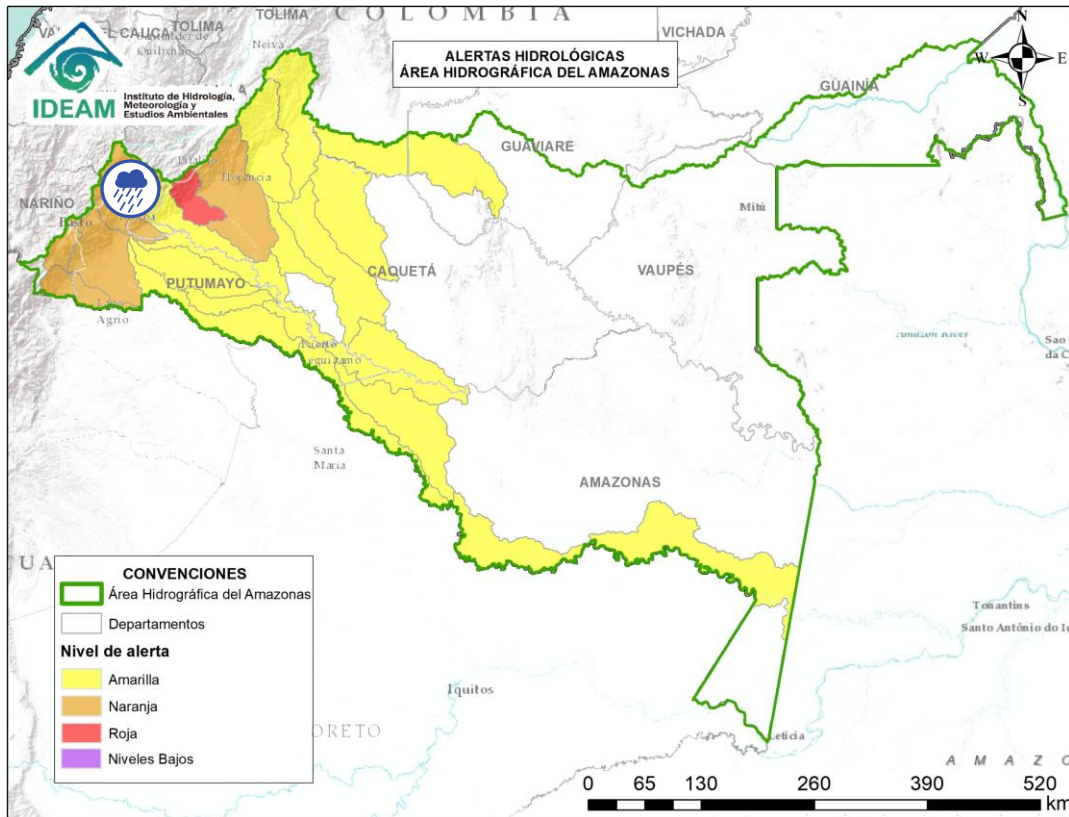 COLOMBIA
TOLIMA
TOLIMA
Neiva
VICHADA
ALERTAS HIDROLÓGICAS
ÁREA HIDROGRÁFICA DEL AMAZONAS
N
W
E
S
IDEAM
Instituto de Hidrología,
Meteorología y
Estudios Ambientales
GUAINÍA
GUAVIARE
Florencia
NARIÑO
Pasto
Mitú
CAQUETÁ
VAUPÉS
PUTUMAYO
Agrio
Amazon River
Puerto
Santa
Maria
AMAZONAS
CONVENCIONES
Área Hidrográfica del Amazonas
Departamentos
Nivel de alerta
Amarilla
Naranja
Roja
Niveles Bajos
Tonantins
Santo Antônio do
Iquitos
Leticia
0 65 130 260 390 520
km